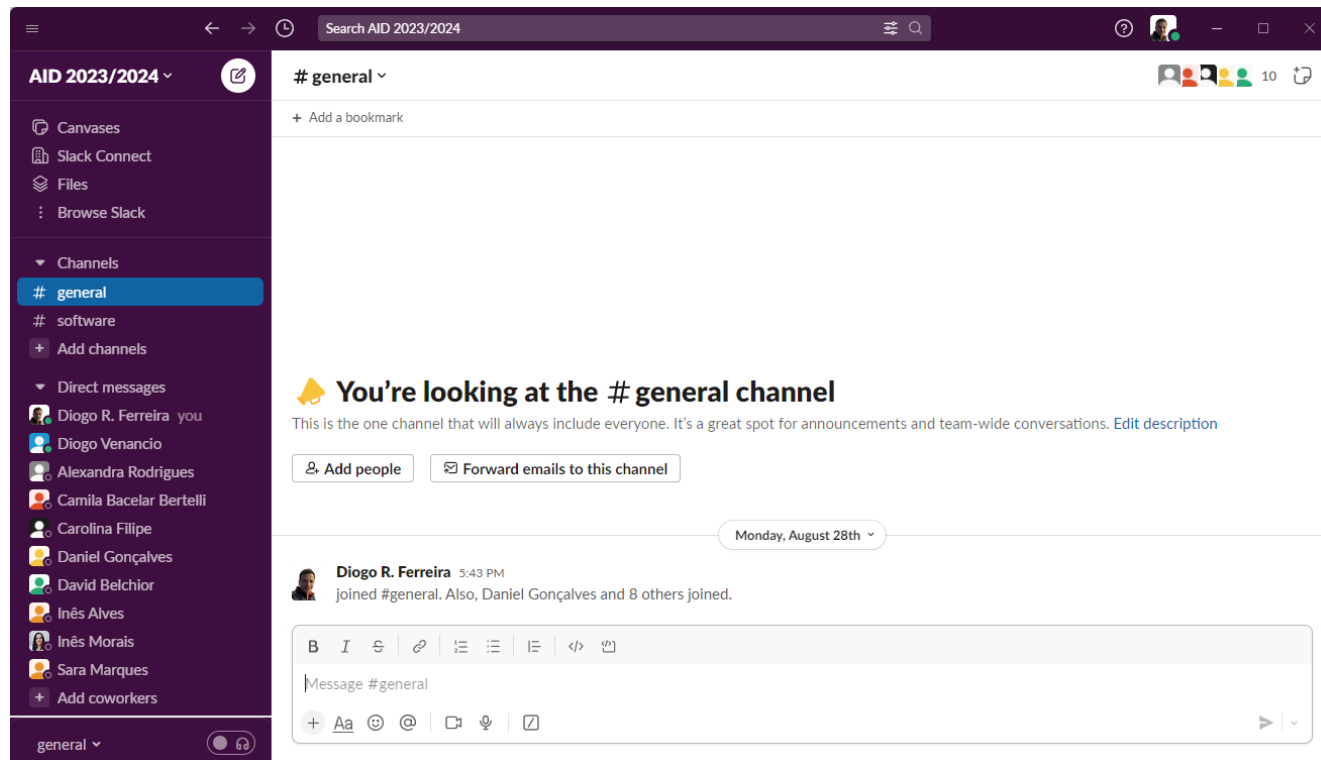 Search AID 2023/2024
AID 2023/2024
Canvases
Slack Connect
Files
Browse Slack
Channels
# general
# software
+ Add channels
Direct messages
Diogo R. Ferreira you
Diogo Venancio
Alexandra Rodrigues
Camila Bacelar Bertelli
Carolina Filipe
Daniel Gonçalves
David Belchior
Inês Alves
Inês Morais
Sara Marques
+ Add coworkers
general
# general
10
+ Add a bookmark
You’re looking at the # general channel
This is the one channel that will always include everyone. It’s a great spot for announcements and team-wide conversations. Edit description
Add people
Forward emails to this channel
Monday, August 28th
Diogo R. Ferreira 5:43 PM
joined #general. Also, Daniel Gonçalves and 8 others joined.
B I S
Message #general
+ Aa @